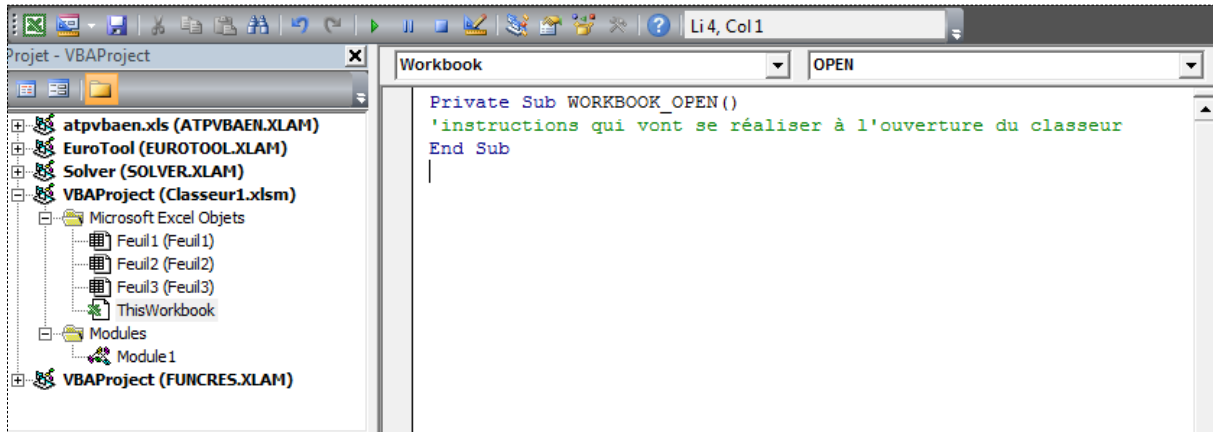 Li 4, Col 1
Projet - VBAProject
Workbook
OPEN
atpvbaen.xls (ATPVBAEN.XLAM)
EuroTool (EUROTOOL.XLAM)
Solver (SOLVER.XLAM)
VBAProject (Classeur1.xlsm)
Microsoft Excel Objets
Feuil1 (Feuil1)
Feuil2 (Feuil2)
Feuil3 (Feuil3)
ThisWorkbook
Modules
Module1
VBAProject (FUNCRES.XLAM)
Private Sub WORKBOOK_OPEN()
'instructions qui vont se réaliser à l'ouverture du classeur
End Sub